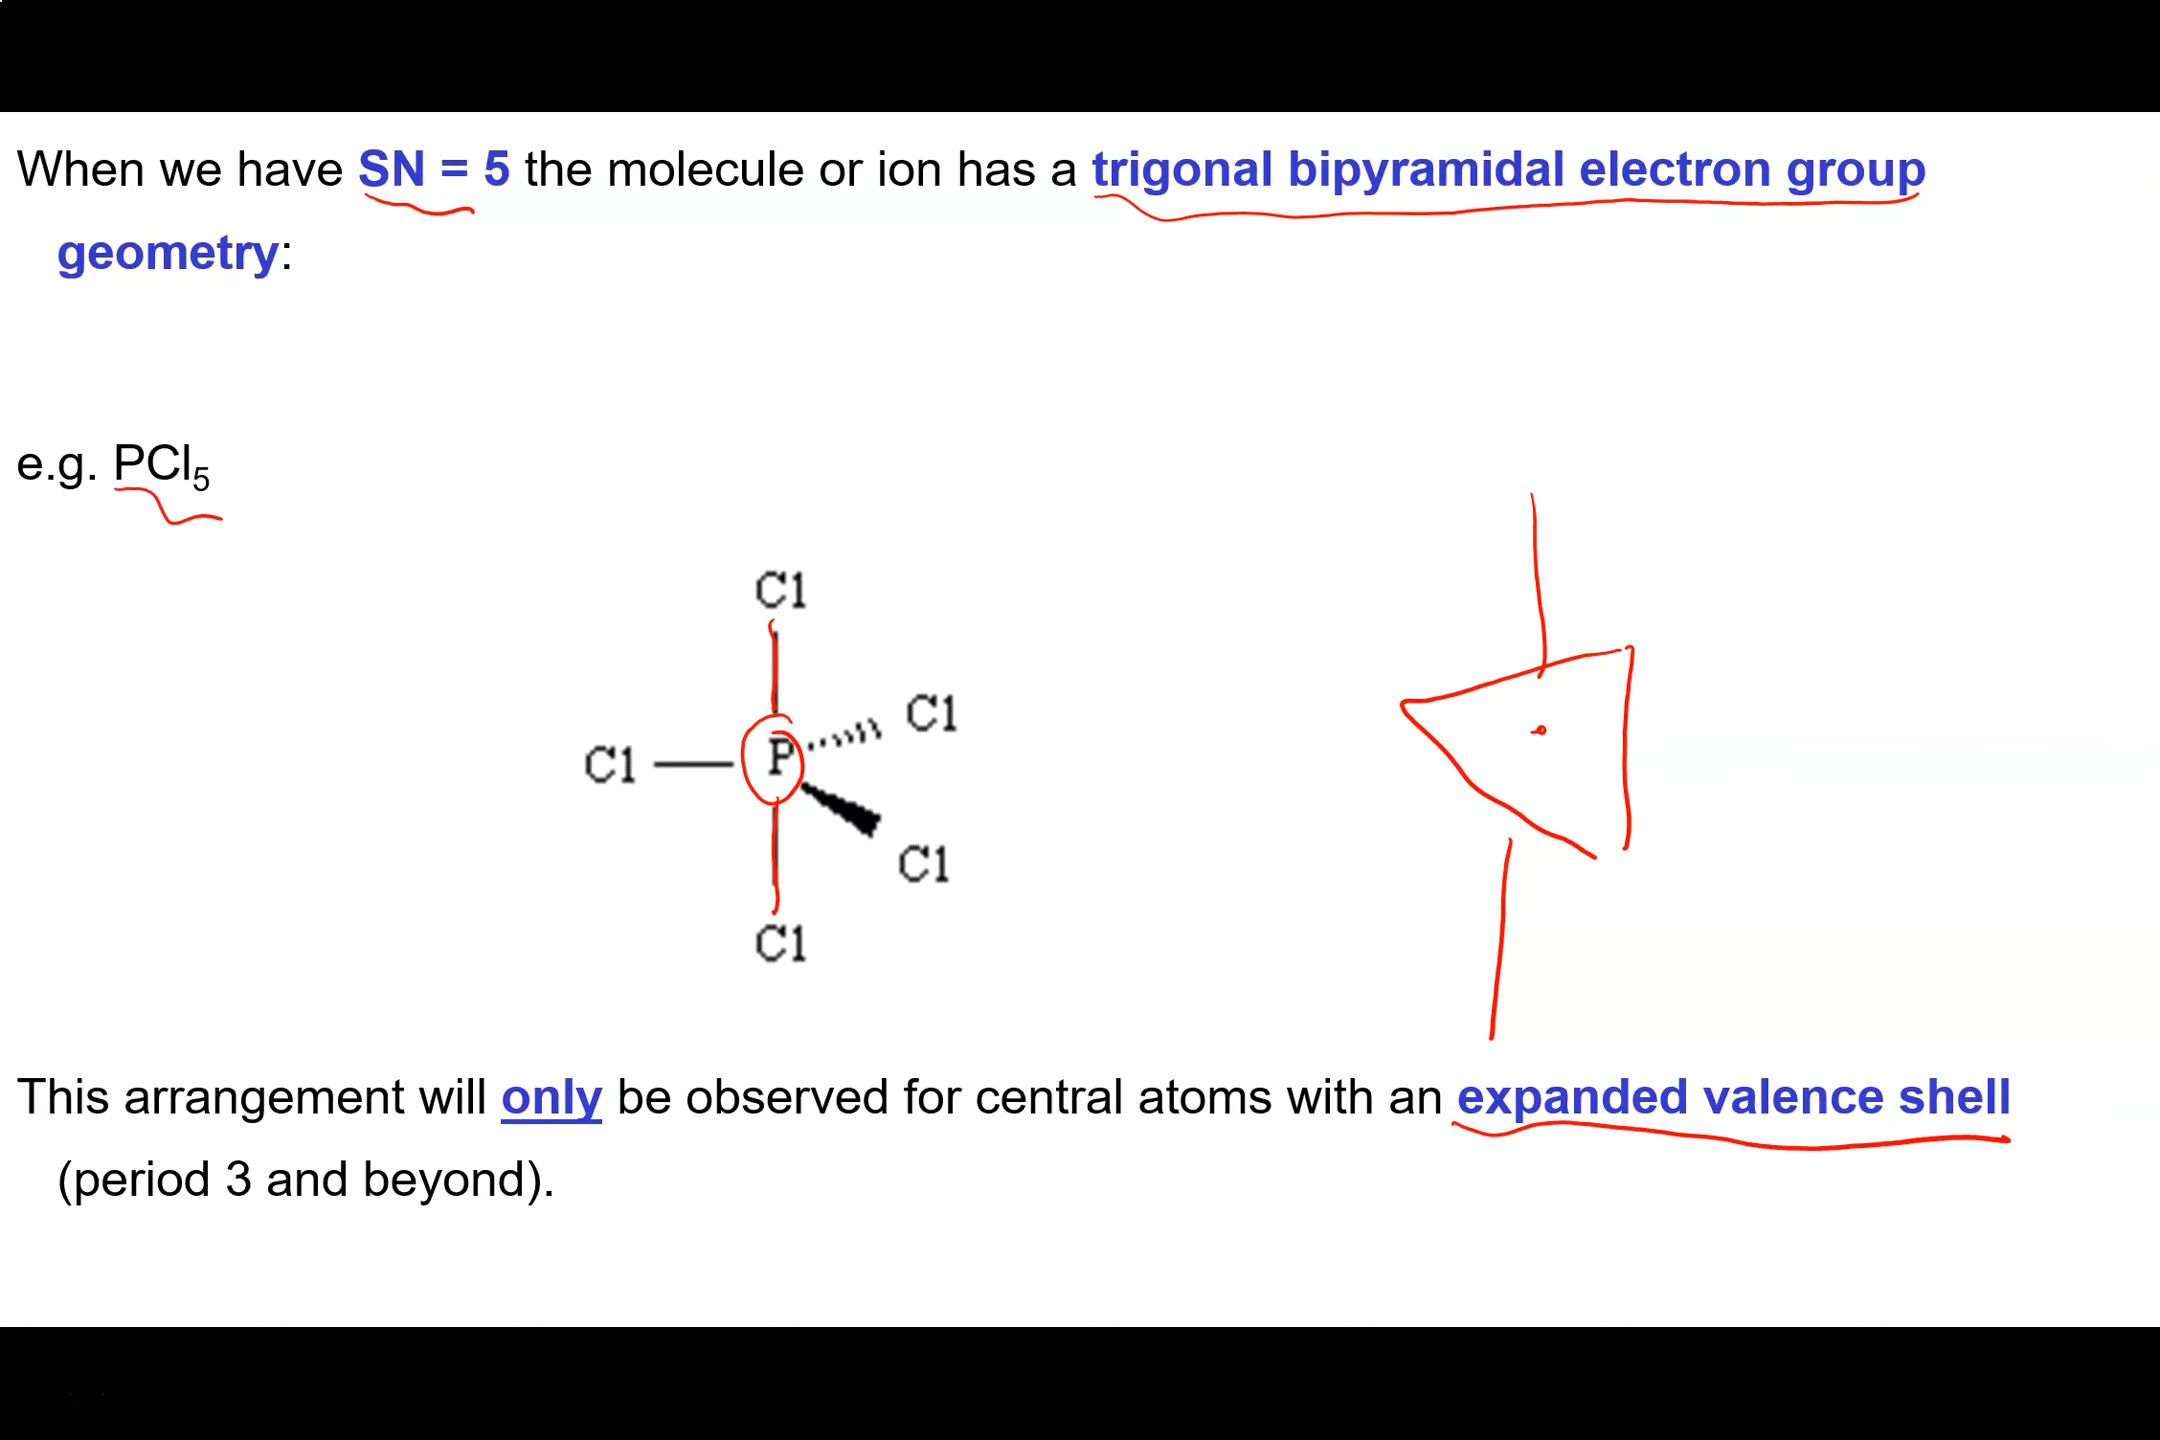 When we have SN = 5 the molecule or ion has a trigonal bipyramidal electron group
geometry:
e.g. PCl₅
Cl
Cl
Cl P
Cl
Cl
This arrangement will only be observed for central atoms with an expanded valence shell
(period 3 and beyond).